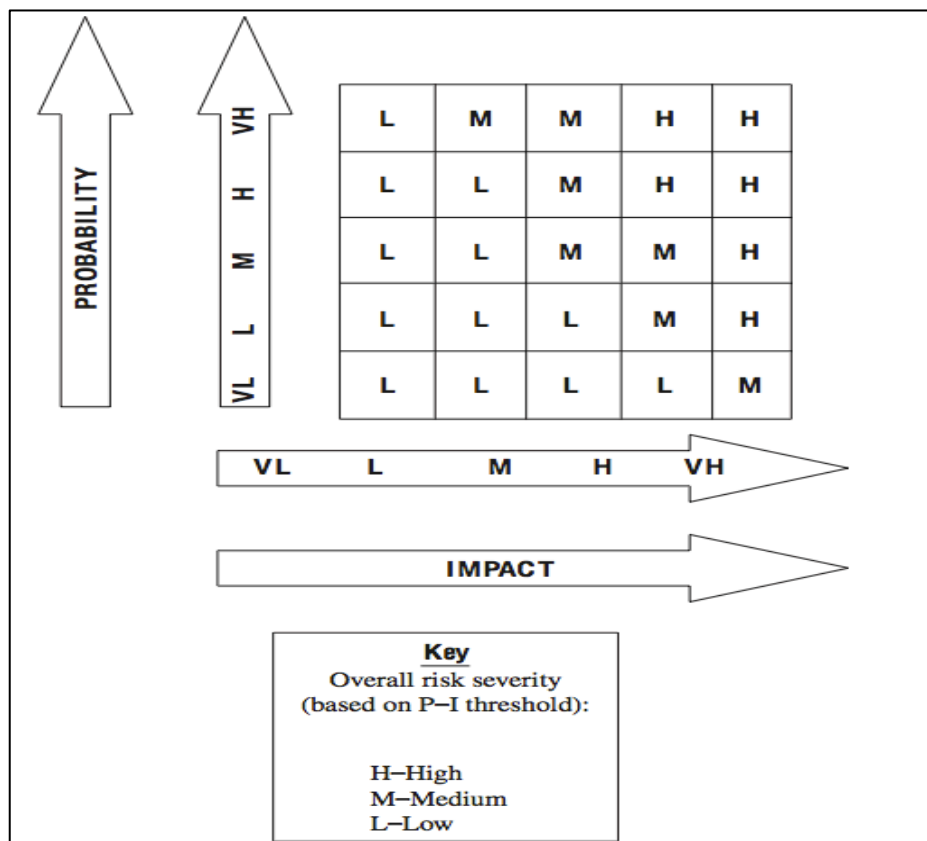 PROBABILITY
VH
H
M
L
VL
L M M H H
L L M H H
L L M M H
L L L M H
L L L L M
VL L M H VH
IMPACT
Key
Overall risk severity
(based on P–I threshold):
H–High
M–Medium
L–Low